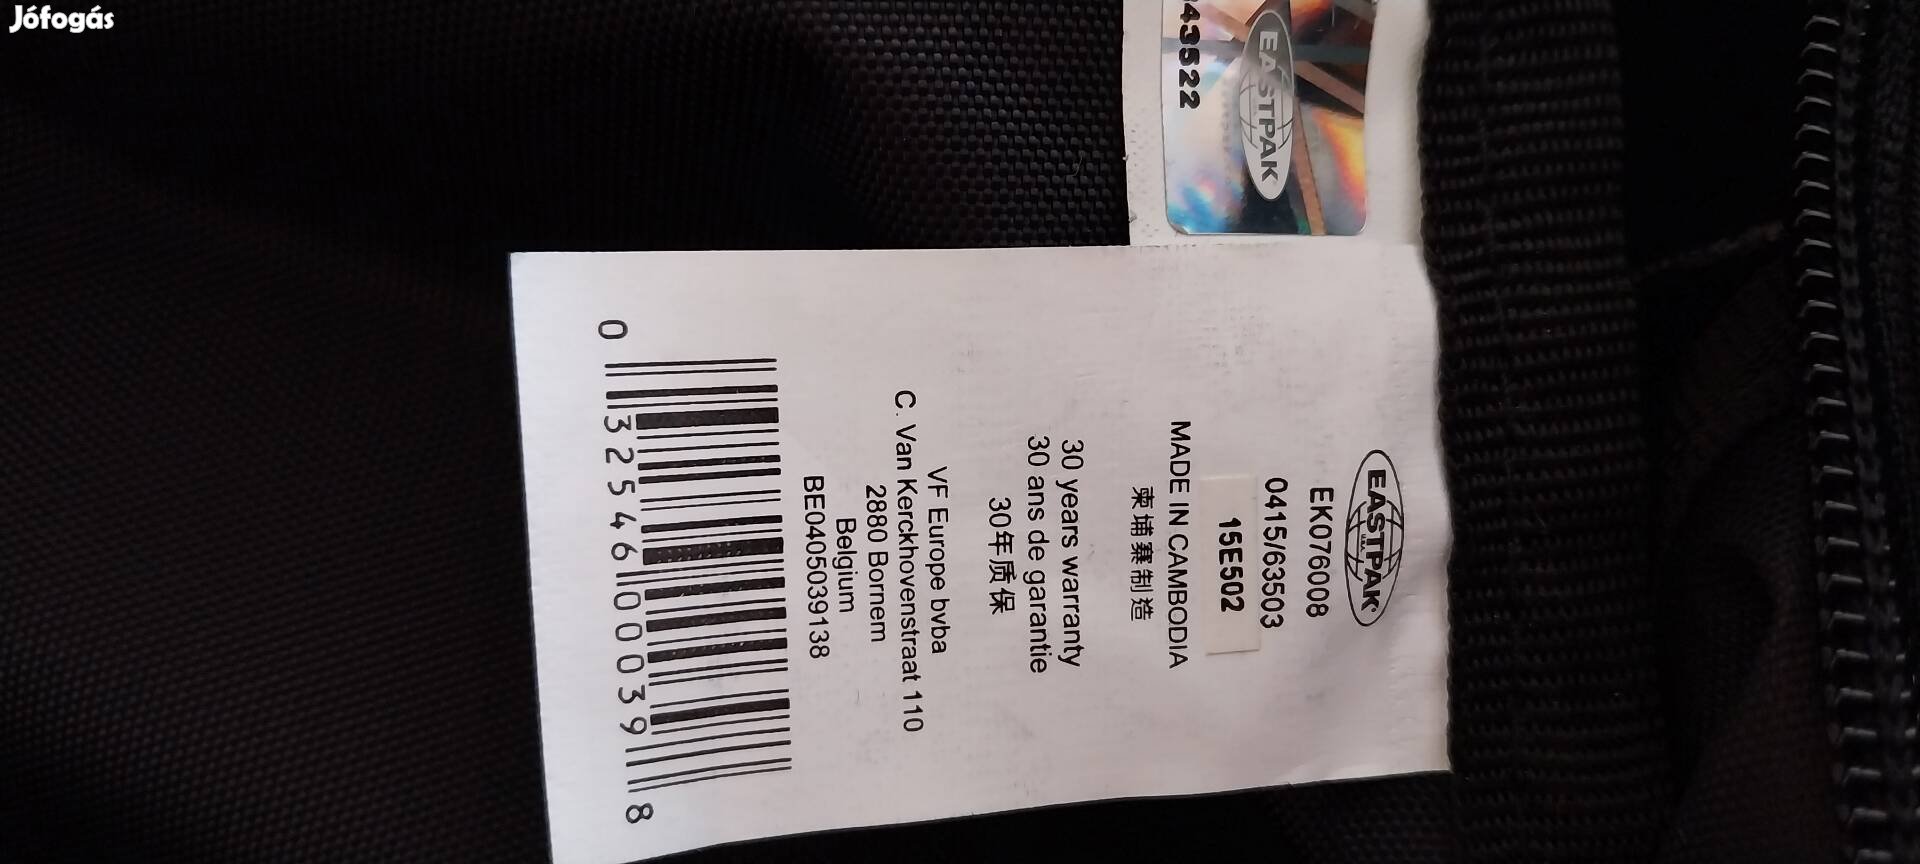 Jófogás
43522
EASTPAK
EASTPAK
U.S.A.
EK076008
0415/63503
15E502
MADE IN CAMBODIA
柬埔寨制造
30 years warranty
30 ans de garantie
30年质保
VF Europe bvba
C. Van Kerckhovenstraat 110
2880 Bornem
Belgium
BE0405039138
0 32546 00039 8